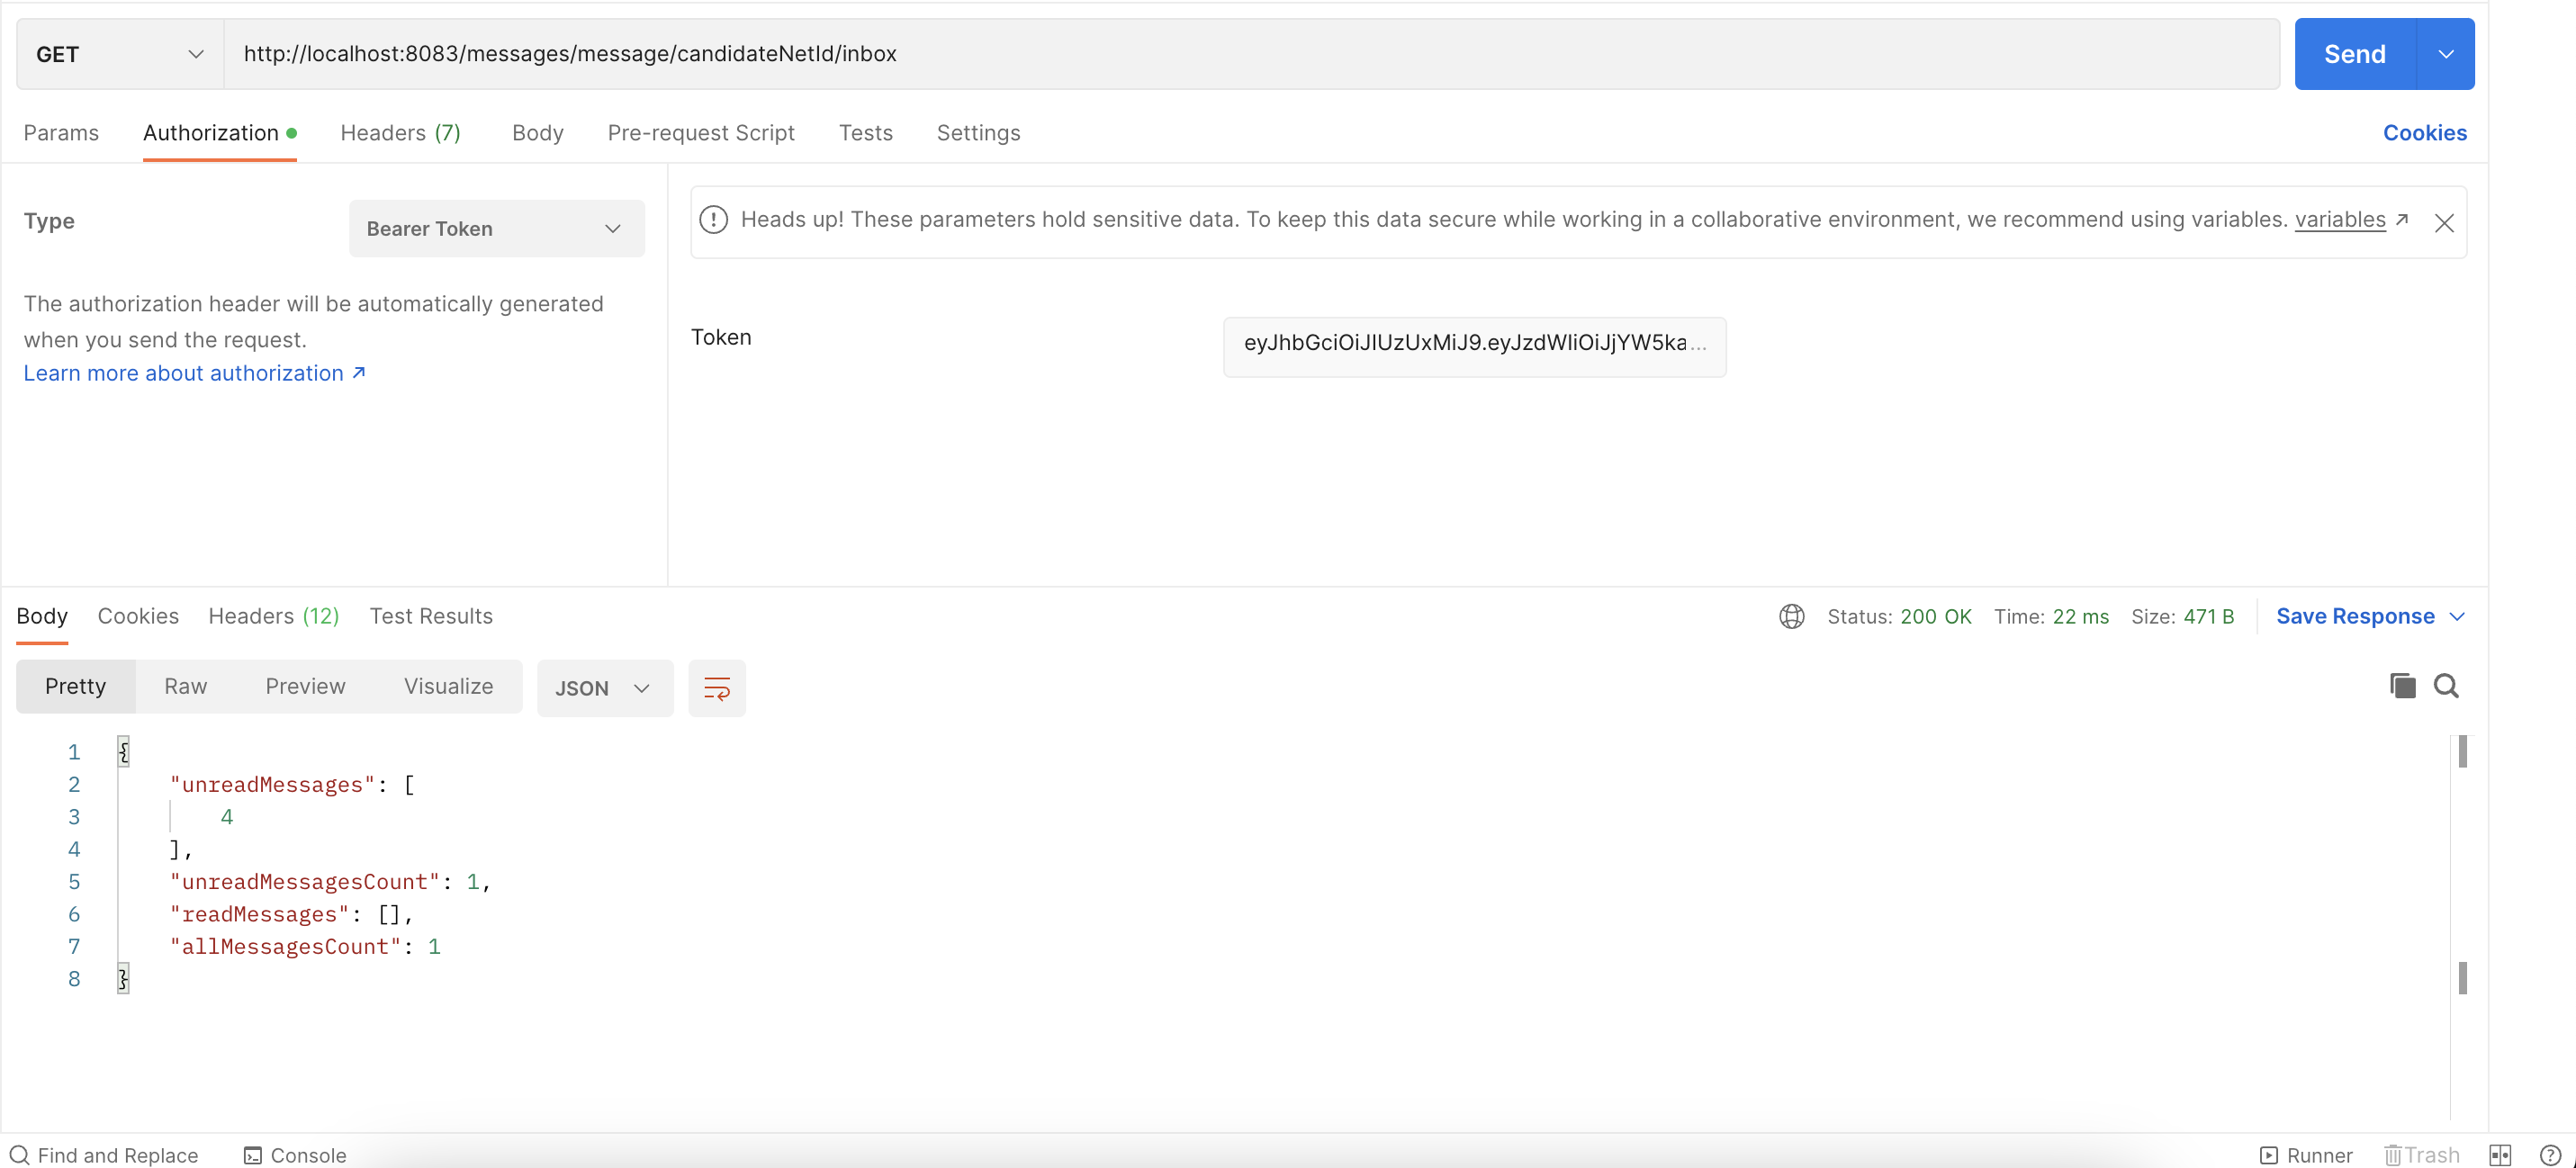 GET http://localhost:8083/messages/message/candidateNetId/inbox Send
Params Authorization Headers (7) Body Pre-request Script Tests Settings Cookies
Type Bearer Token
Heads up! These parameters hold sensitive data. To keep this data secure while working in a collaborative environment, we recommend using variables. variables ↗
The authorization header will be automatically generated
when you send the request.
Learn more about authorization ↗
Token eyJhbGciOiJIUzUxMiJ9.eyJzdWIiOiJjYW5ka...
Body Cookies Headers (12) Test Results Status: 200 OK Time: 22 ms Size: 471 B Save Response
Pretty Raw Preview Visualize JSON
1 {
2 "unreadMessages": [
3 4
4 ],
5 "unreadMessagesCount": 1,
6 "readMessages": [],
7 "allMessagesCount": 1
8 }
Find and Replace Console Runner Trash